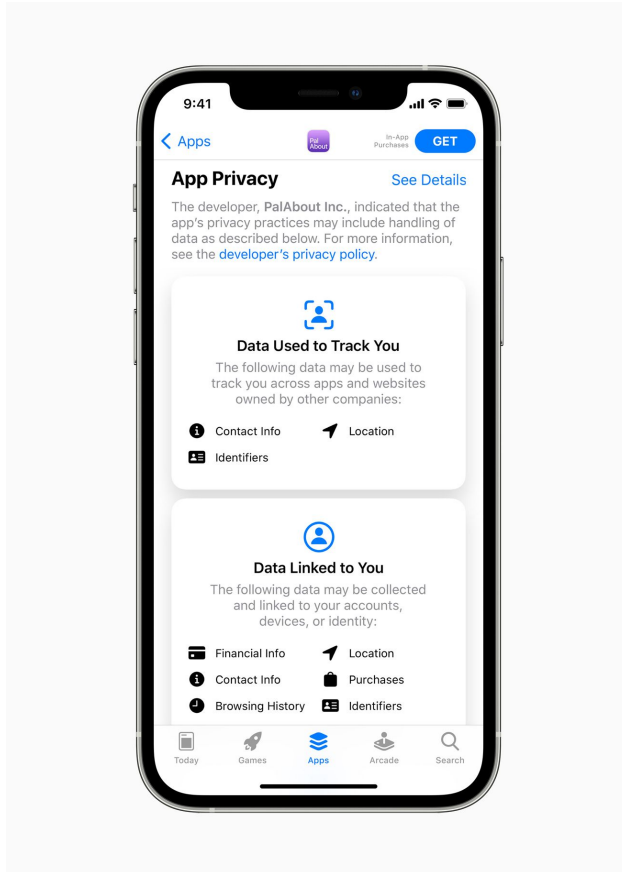 9:41
Apps
Pal
About
In-App
Purchases
GET
App Privacy
See Details
The developer, PalAbout Inc., indicated that the
app's privacy practices may include handling of
data as described below. For more information,
see the developer's privacy policy.
Data Used to Track You
The following data may be used to
track you across apps and websites
owned by other companies:
Contact Info
Location
Identifiers
Data Linked to You
The following data may be collected
and linked to your accounts,
devices, or identity:
Financial Info
Location
Contact Info
Purchases
Browsing History
Identifiers
Today
Games
Apps
Arcade
Search